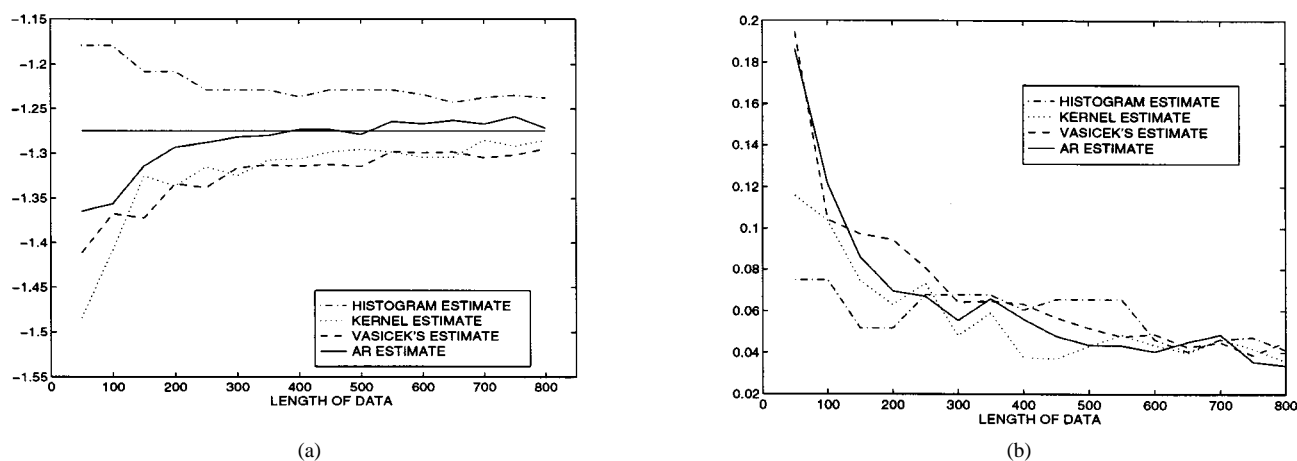 -1.15
-1.2
-1.25
-1.3
-1.35
-1.4
-1.45
-1.5
-1.55
0 100 200 300 400 500 600 700 800
LENGTH OF DATA
HISTOGRAM ESTIMATE
KERNEL ESTIMATE
VASICEK'S ESTIMATE
AR ESTIMATE
(a)
0.2
0.18
0.16
0.14
0.12
0.1
0.08
0.06
0.04
0.02
0 100 200 300 400 500 600 700 800
LENGTH OF DATA
HISTOGRAM ESTIMATE
KERNEL ESTIMATE
VASICEK'S ESTIMATE
AR ESTIMATE
(b)